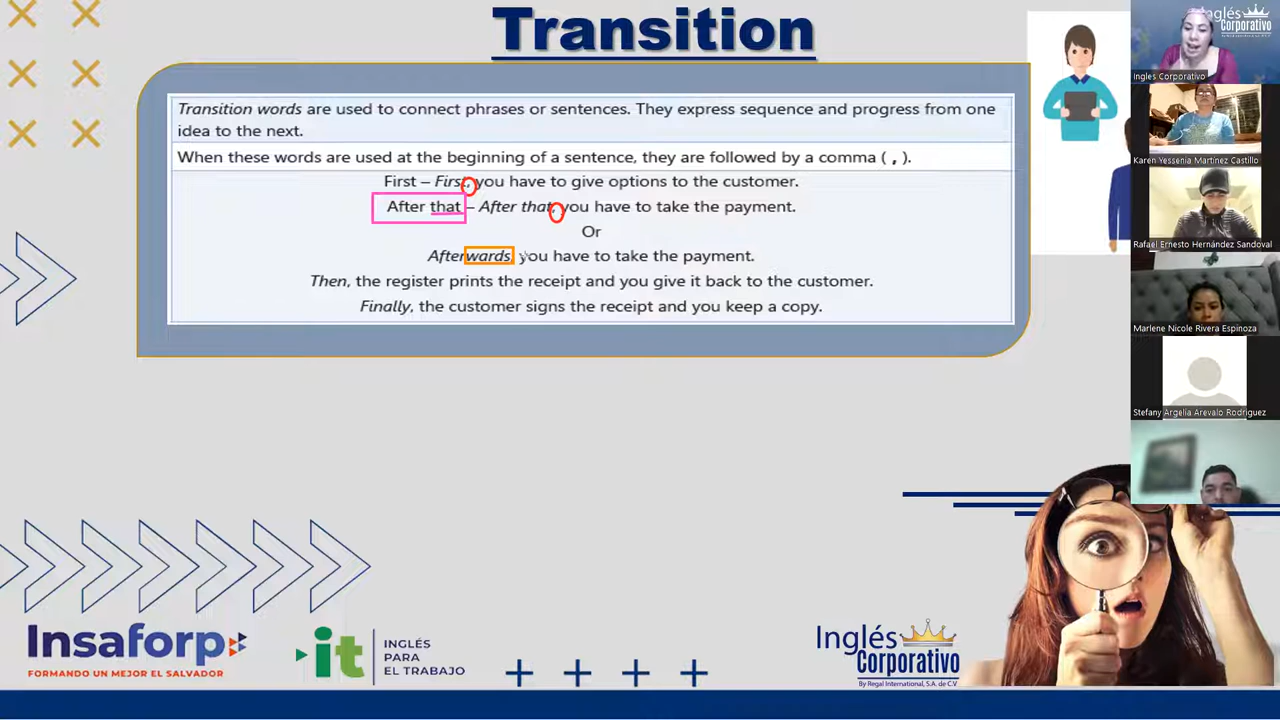 Transition
Transition words are used to connect phrases or sentences. They express sequence and progress from one
idea to the next.
When these words are used at the beginning of a sentence, they are followed by a comma ( , ).
First – First, you have to give options to the customer.
After that – After that, you have to take the payment.
Or
Afterwards, you have to take the payment.
Then, the register prints the receipt and you give it back to the customer.
Finally, the customer signs the receipt and you keep a copy.
Inglés
Corporativo
By Regal International, S.A. de C.V
Ingles Corporativo
Karen Yessenia Martinez Castillo
Rafael Ernesto Hernández Sandoval
Marlene Nicole Rivera Espinoza
Stefany Argelia Arevalo Rodriguez
Insaforp
FORMANDO UN MEJOR EL SALVADOR
it
INGLÉS
PARA
EL TRABAJO
Inglés
Corporativo
By Regal International, S.A. de C.V